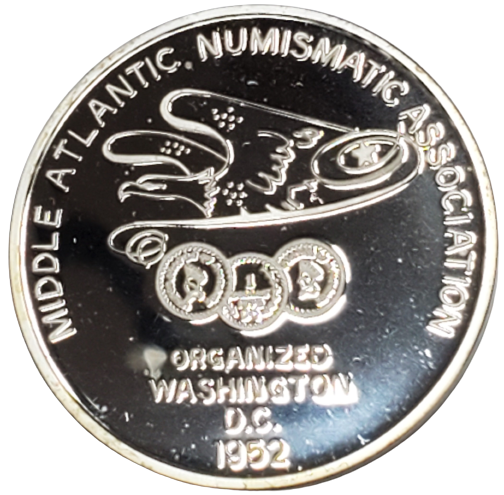 MIDDLE ATLANTIC NUMISMATIC ASSOCIATION
ORGANIZED
WASHINGTON
D.C.
1952